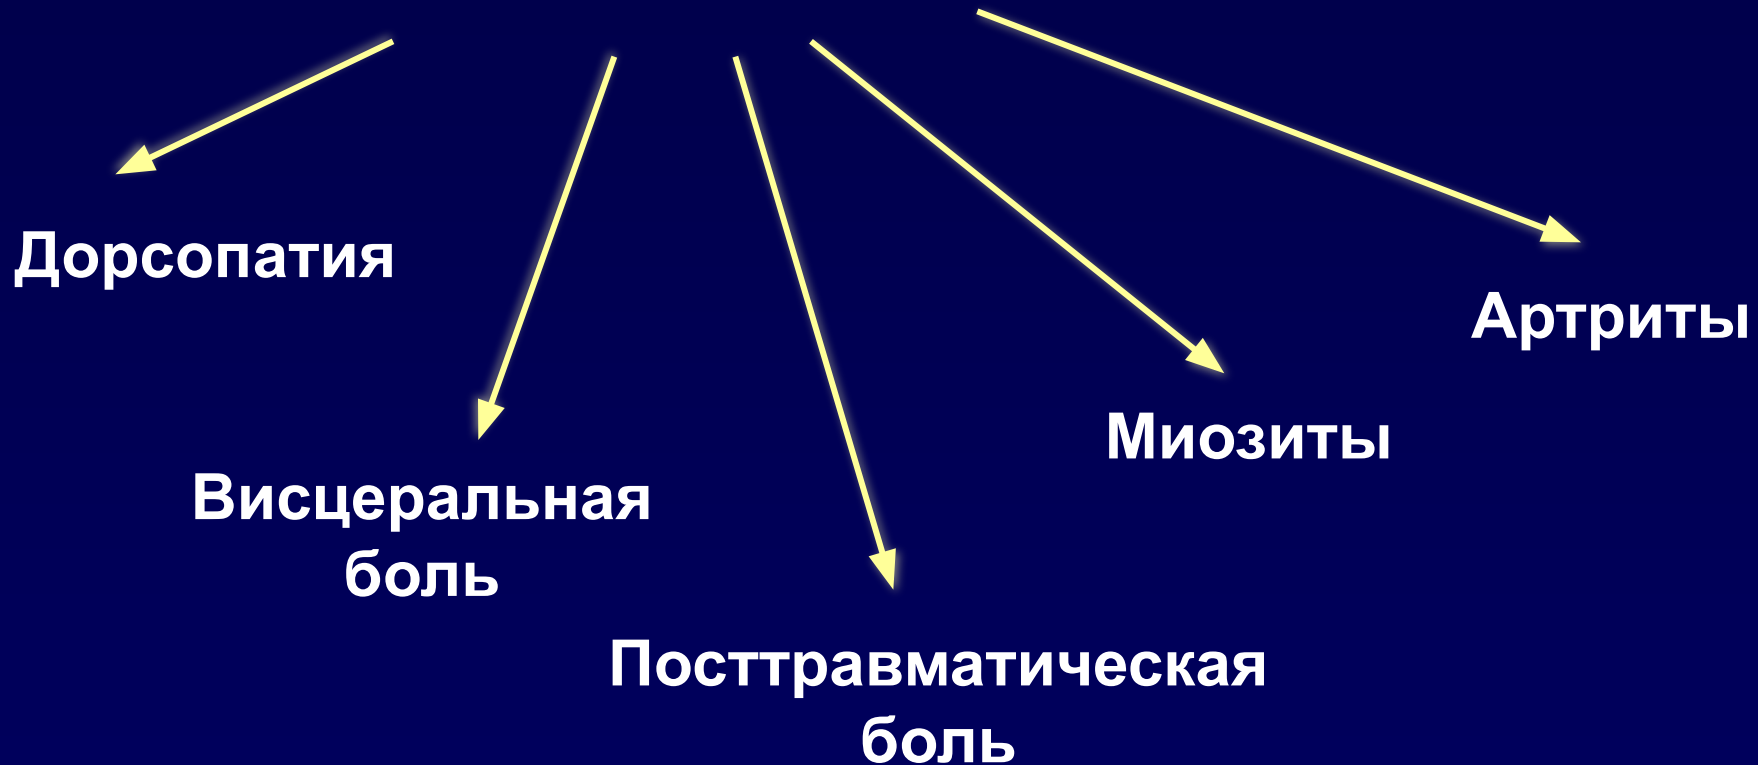 Дорсопатия
Артриты
Миозиты
Висцеральная
боль
Посттравматическая
боль